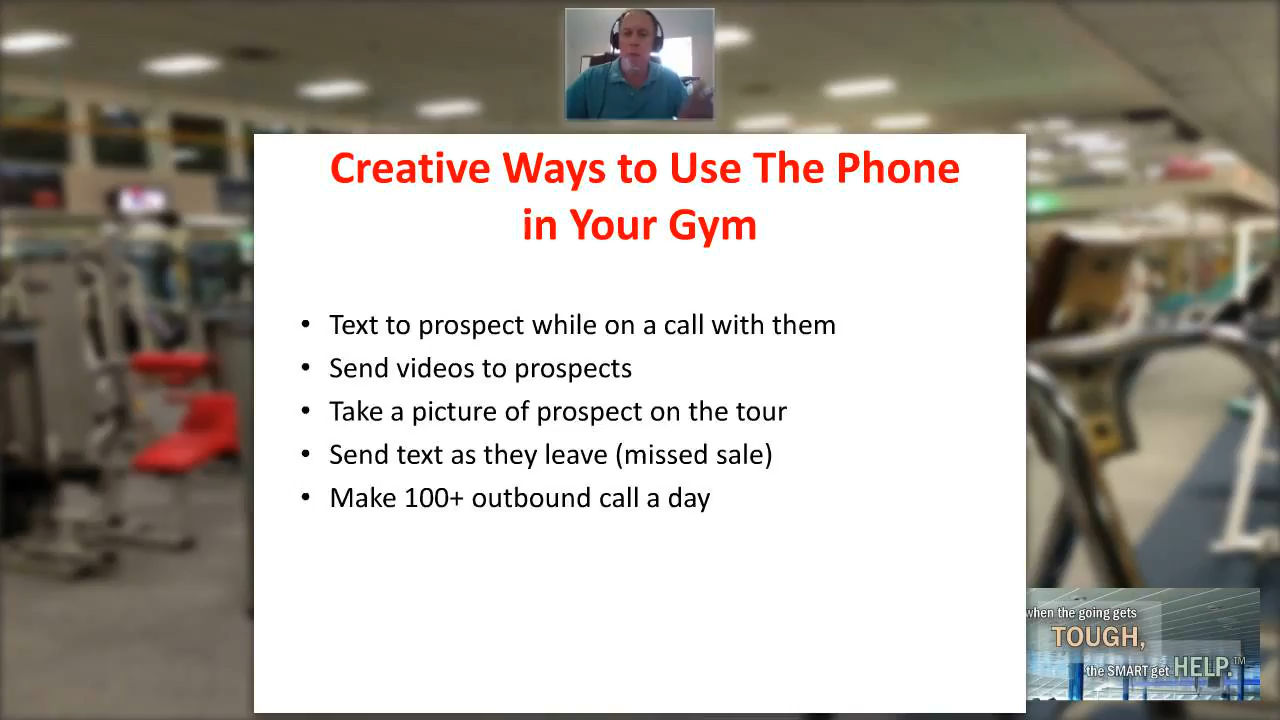 Creative Ways to Use The Phone
in Your Gym
• Text to prospect while on a call with them
• Send videos to prospects
• Take a picture of prospect on the tour
• Send text as they leave (missed sale)
• Make 100+ outbound call a day
when the going gets
TOUGH,
the SMART get HELP.™